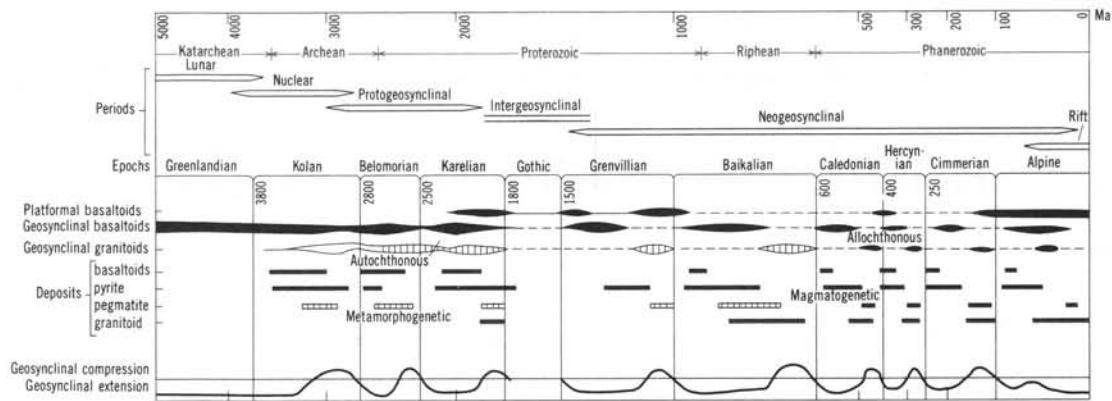 5000 4000 3000 2000 1000 500 200 100 0 Ma
Katarchean Archean Proterozoic Riphean Phanerozoic
Lunar
Nuclear
Protogeosynclinal
Intergeosynclinal
Neogeosynclinal
Rift
Periods
Epochs Greenlandian Kolan Belomorian Karelian Gothic Grenvillian Baikalian Caledonian Hercyn-
ian Cimmerian Alpine
3800 2800 2500 1800 1500 1000 600 400 250 100
Platformal basaltoids
Geosynclinal basaltoids
Geosynclinal granitoids
Autochthonous
Allochthonous
Deposits
basaltoids
pyrite
pegmatite
granitoid
Metamorphogenetic
Magmatogenetic
Geosynclinal compression
Geosynclinal extension